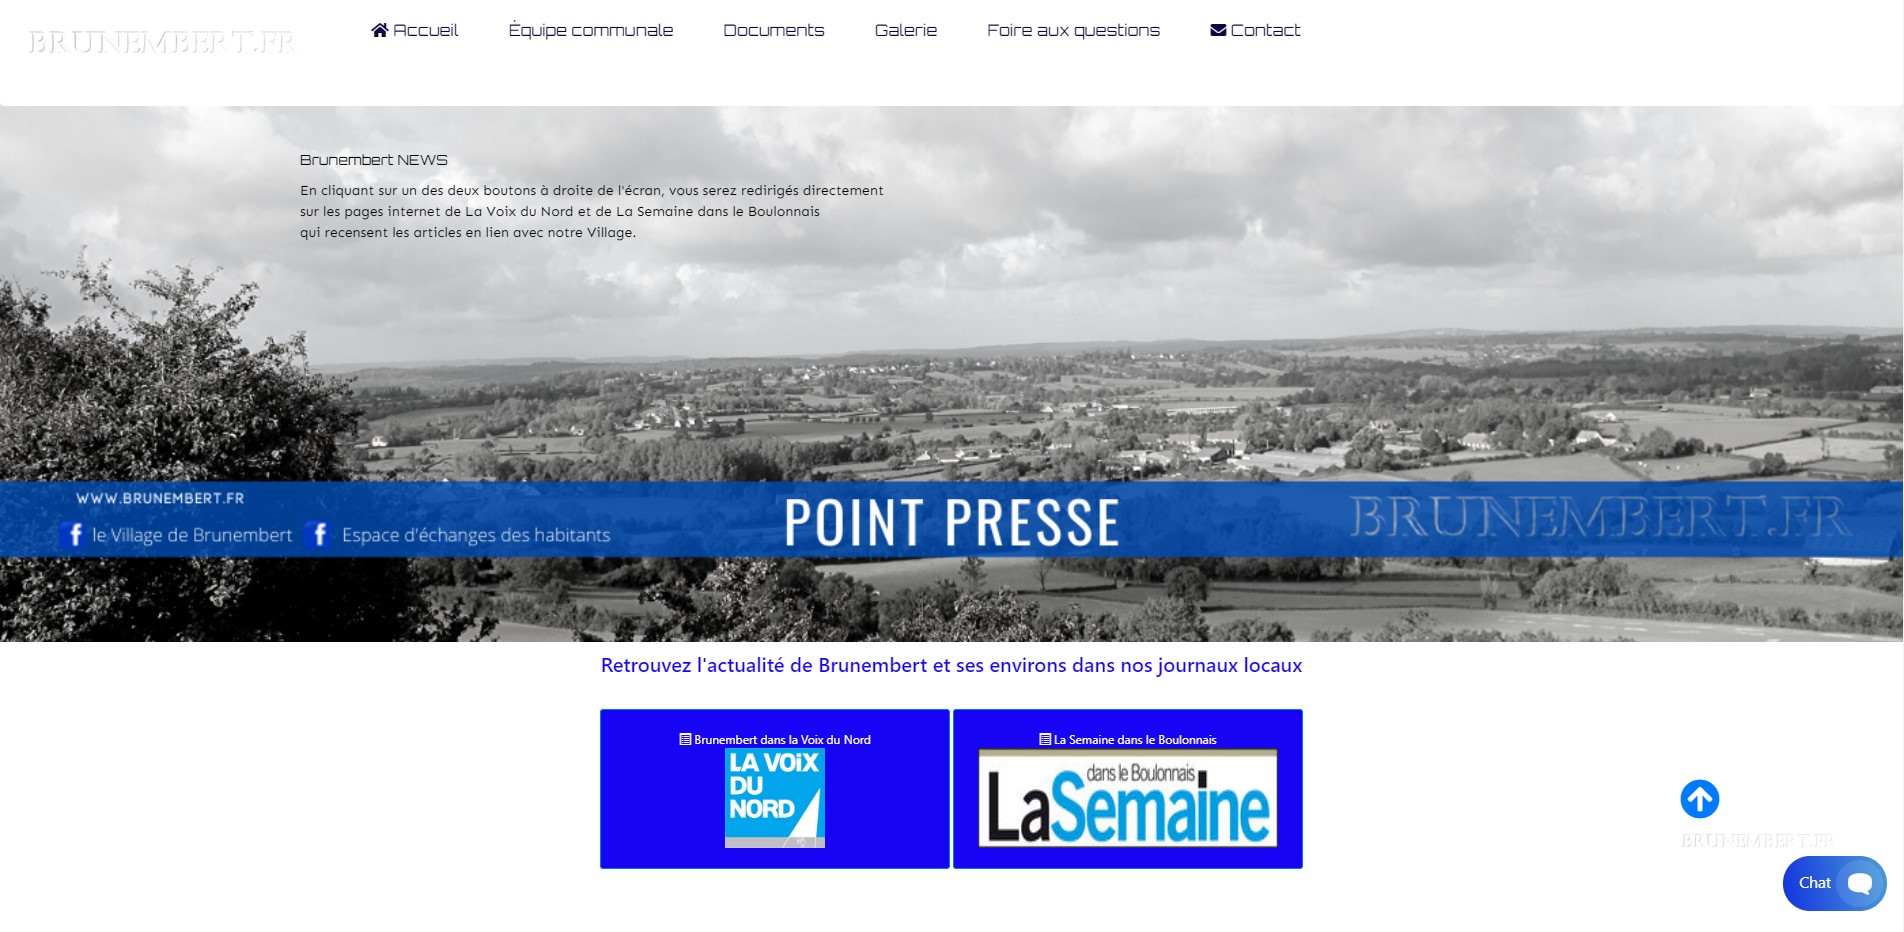 BRUNEMBERT.FR
Accueil
Équipe communale
Documents
Galerie
Foire aux questions
Contact
Brunembert NEWS
En cliquant sur un des deux boutons à droite de l'écran, vous serez redirigés directement
sur les pages internet de La Voix du Nord et de La Semaine dans le Boulonnais
qui recensent les articles en lien avec notre Village.
WWW.BRUNEMBERT.FR
le Village de Brunembert
Espace d'échanges des habitants
POINT PRESSE
BRUNEMBERT.FR
Retrouvez l'actualité de Brunembert et ses environs dans nos journaux locaux
Brunembert dans la Voix du Nord
LA VOiX
DU
NORD
La Semaine dans le Boulonnais
dans le Boulonnais
LaSemaine
BRUNEMBERT.FR
Chat